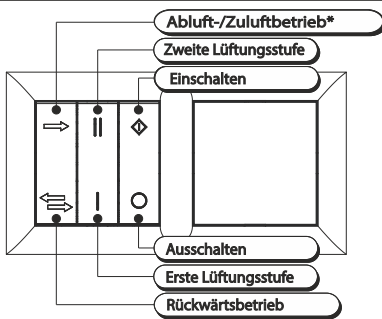 Abluft-/Zuluftbetrieb*
Zweite Lüftungsstufe
Einschalten
Ausschalten
Erste Lüftungsstufe
Rückwärtsbetrieb